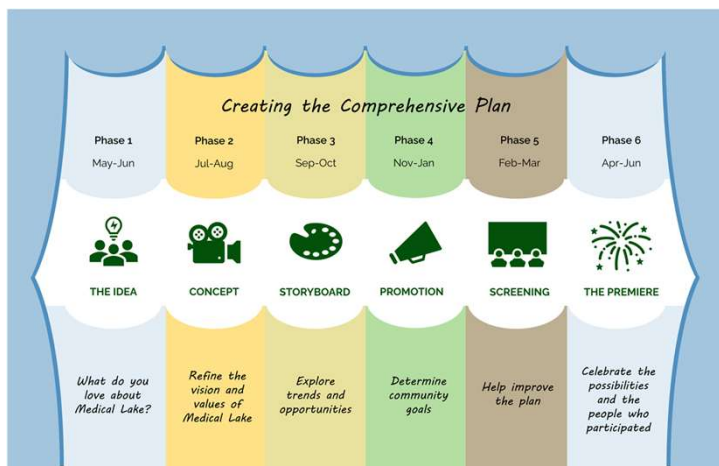 Creating the Comprehensive Plan
Phase 1
May-Jun
Phase 2
Jul-Aug
Phase 3
Sep-Oct
Phase 4
Nov-Jan
Phase 5
Feb-Mar
Phase 6
Apr-Jun
THE IDEA
CONCEPT
STORYBOARD
PROMOTION
SCREENING
THE PREMIERE
What do you
love about
Medical Lake?
Refine the
vision and
values of
Medical Lake
Explore
trends and
opportunities
Determine
community
goals
Help improve
the plan
Celebrate the
possibilities
and the
people who
participated